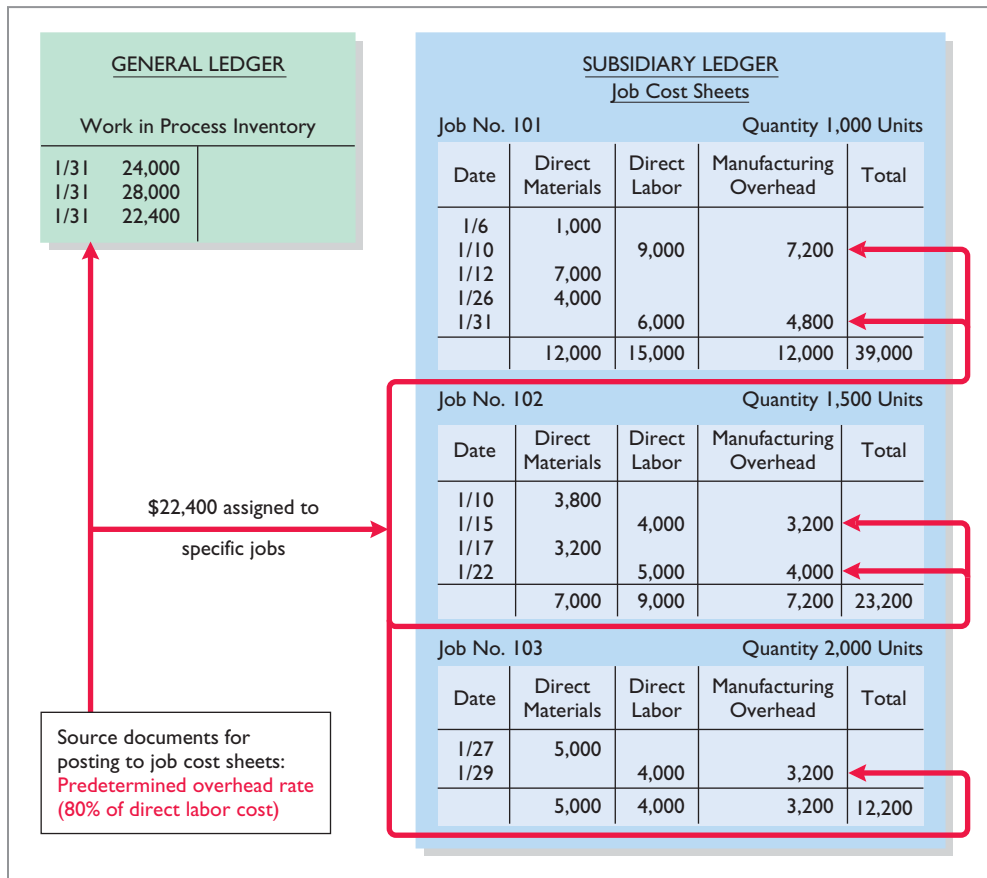 GENERAL LEDGER
Work in Process Inventory
1/31 24,000
1/31 28,000
1/31 22,400
$22,400 assigned to
specific jobs
Source documents for
posting to job cost sheets:
Predetermined overhead rate
(80% of direct labor cost)
SUBSIDIARY LEDGER
Job Cost Sheets
Job No. 101 Quantity 1,000 Units
Date Direct Materials Direct Labor Manufacturing Overhead Total
1/6 1,000
1/10 9,000 7,200
1/12 7,000
1/26 4,000
1/31 6,000 4,800
12,000 15,000 12,000 39,000
Job No. 102 Quantity 1,500 Units
Date Direct Materials Direct Labor Manufacturing Overhead Total
1/10 3,800
1/15 4,000 3,200
1/17 3,200
1/22 5,000 4,000
7,000 9,000 7,200 23,200
Job No. 103 Quantity 2,000 Units
Date Direct Materials Direct Labor Manufacturing Overhead Total
1/27 5,000
1/29 4,000 3,200
5,000 4,000 3,200 12,200